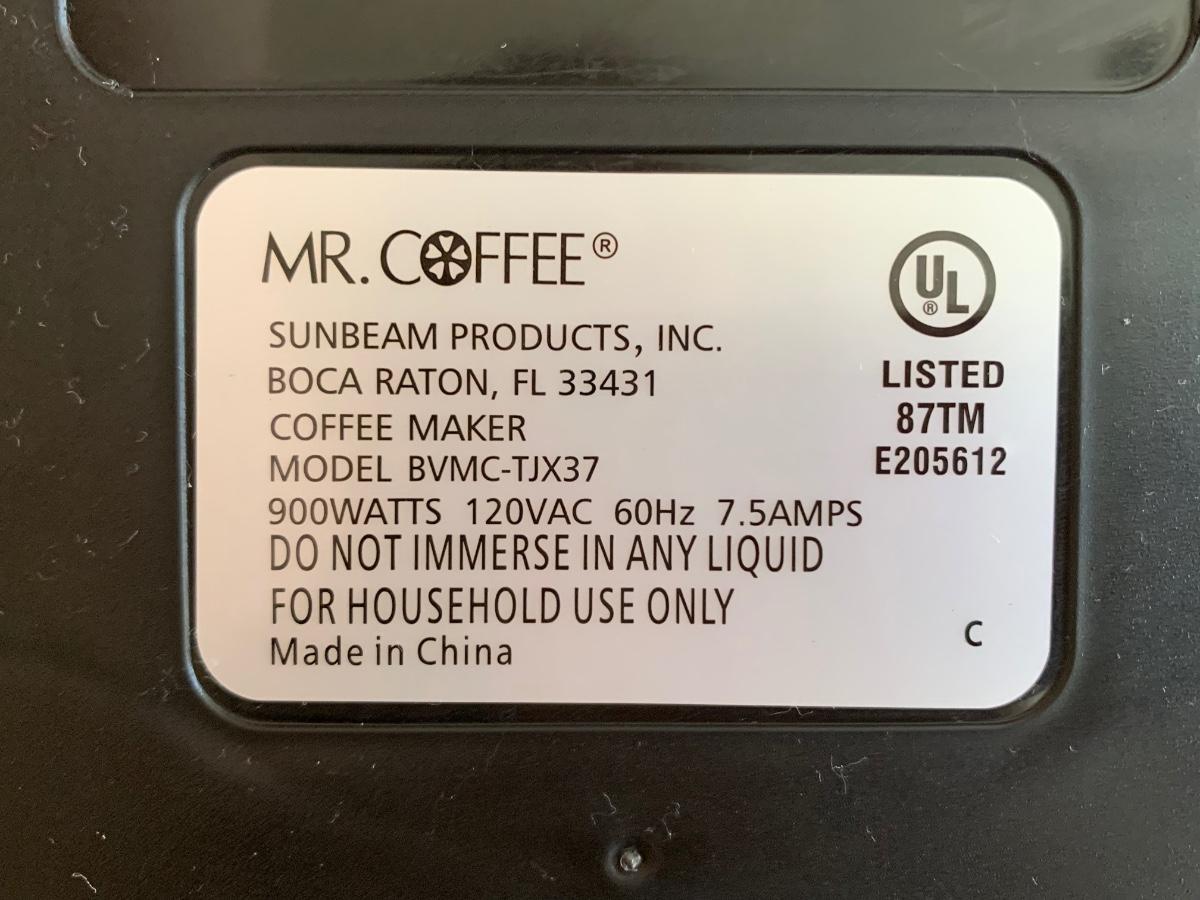 MR. COFFEE®
SUNBEAM PRODUCTS, INC.
BOCA RATON, FL 33431
COFFEE MAKER
MODEL BVMC-TJX37
900WATTS 120VAC 60Hz 7.5AMPS
DO NOT IMMERSE IN ANY LIQUID
FOR HOUSEHOLD USE ONLY
Made in China
UL®
LISTED
87TM
E205612
C